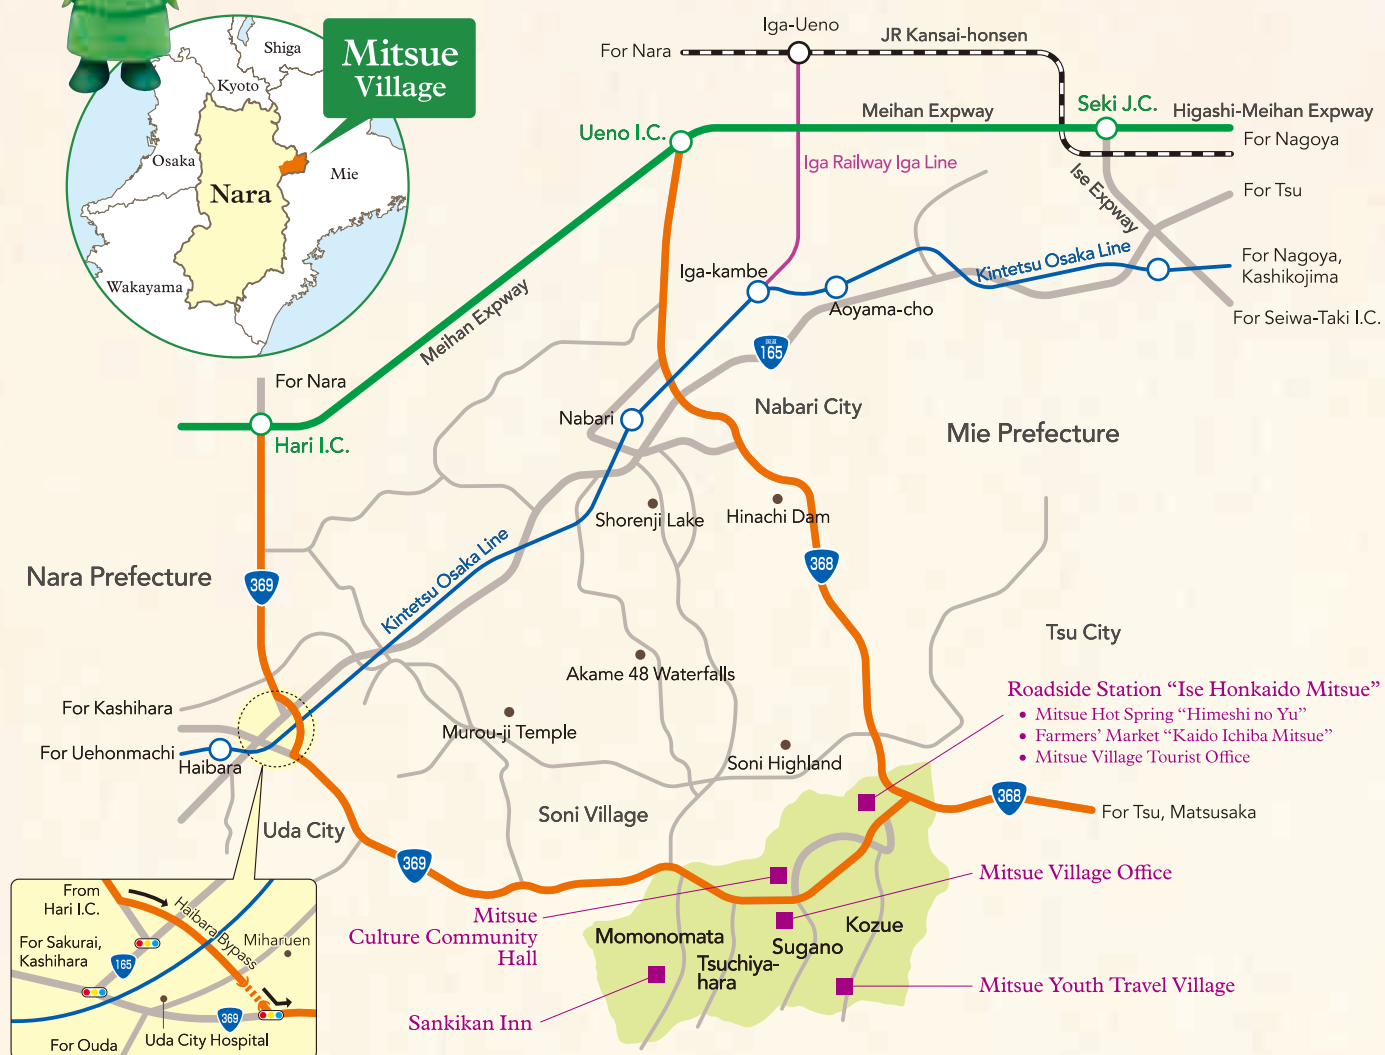 Mitsue
Village
Shiga
Kyoto
Osaka
Mie
Nara
Wakayama
Iga-Ueno
For Nara
JR Kansai-honsen
Ueno I.C.
Meihan Expway
Seki J.C.
Higashi-Meihan Expway
For Nagoya
Iga Railway Iga Line
Ise Expway
For Tsu
Iga-kambe
Kintetsu Osaka Line
For Nagoya,
Kashikojima
Aoyama-cho
For Seiwa-Taki I.C.
Meihan Expway
国道
165
For Nara
Nabari
Nabari City
Mie Prefecture
Hari I.C.
Shorenji Lake
Hinachi Dam
Kintetsu Osaka Line
368
Nara Prefecture
369
Tsu City
Akame 48 Waterfalls
Roadside Station “Ise Honkaido Mitsue”
• Mitsue Hot Spring “Himeshi no Yu”
• Farmers’ Market “Kaido Ichiba Mitsue”
• Mitsue Village Tourist Office
For Kashihara
Murou-ji Temple
For Uehonmachi
Haibara
Soni Highland
368
For Tsu, Matsusaka
Soni Village
Uda City
369
Mitsue Village Office
Mitsue
Culture Community
Hall
Momonomata
Tsuchiya-
hara
Sugano
Kozue
Mitsue Youth Travel Village
Sankikan Inn
From
Hari I.C.
Haibara Bypass
For Sakurai,
Kashihara
Miharuen
165
369
For Ouda
Uda City Hospital